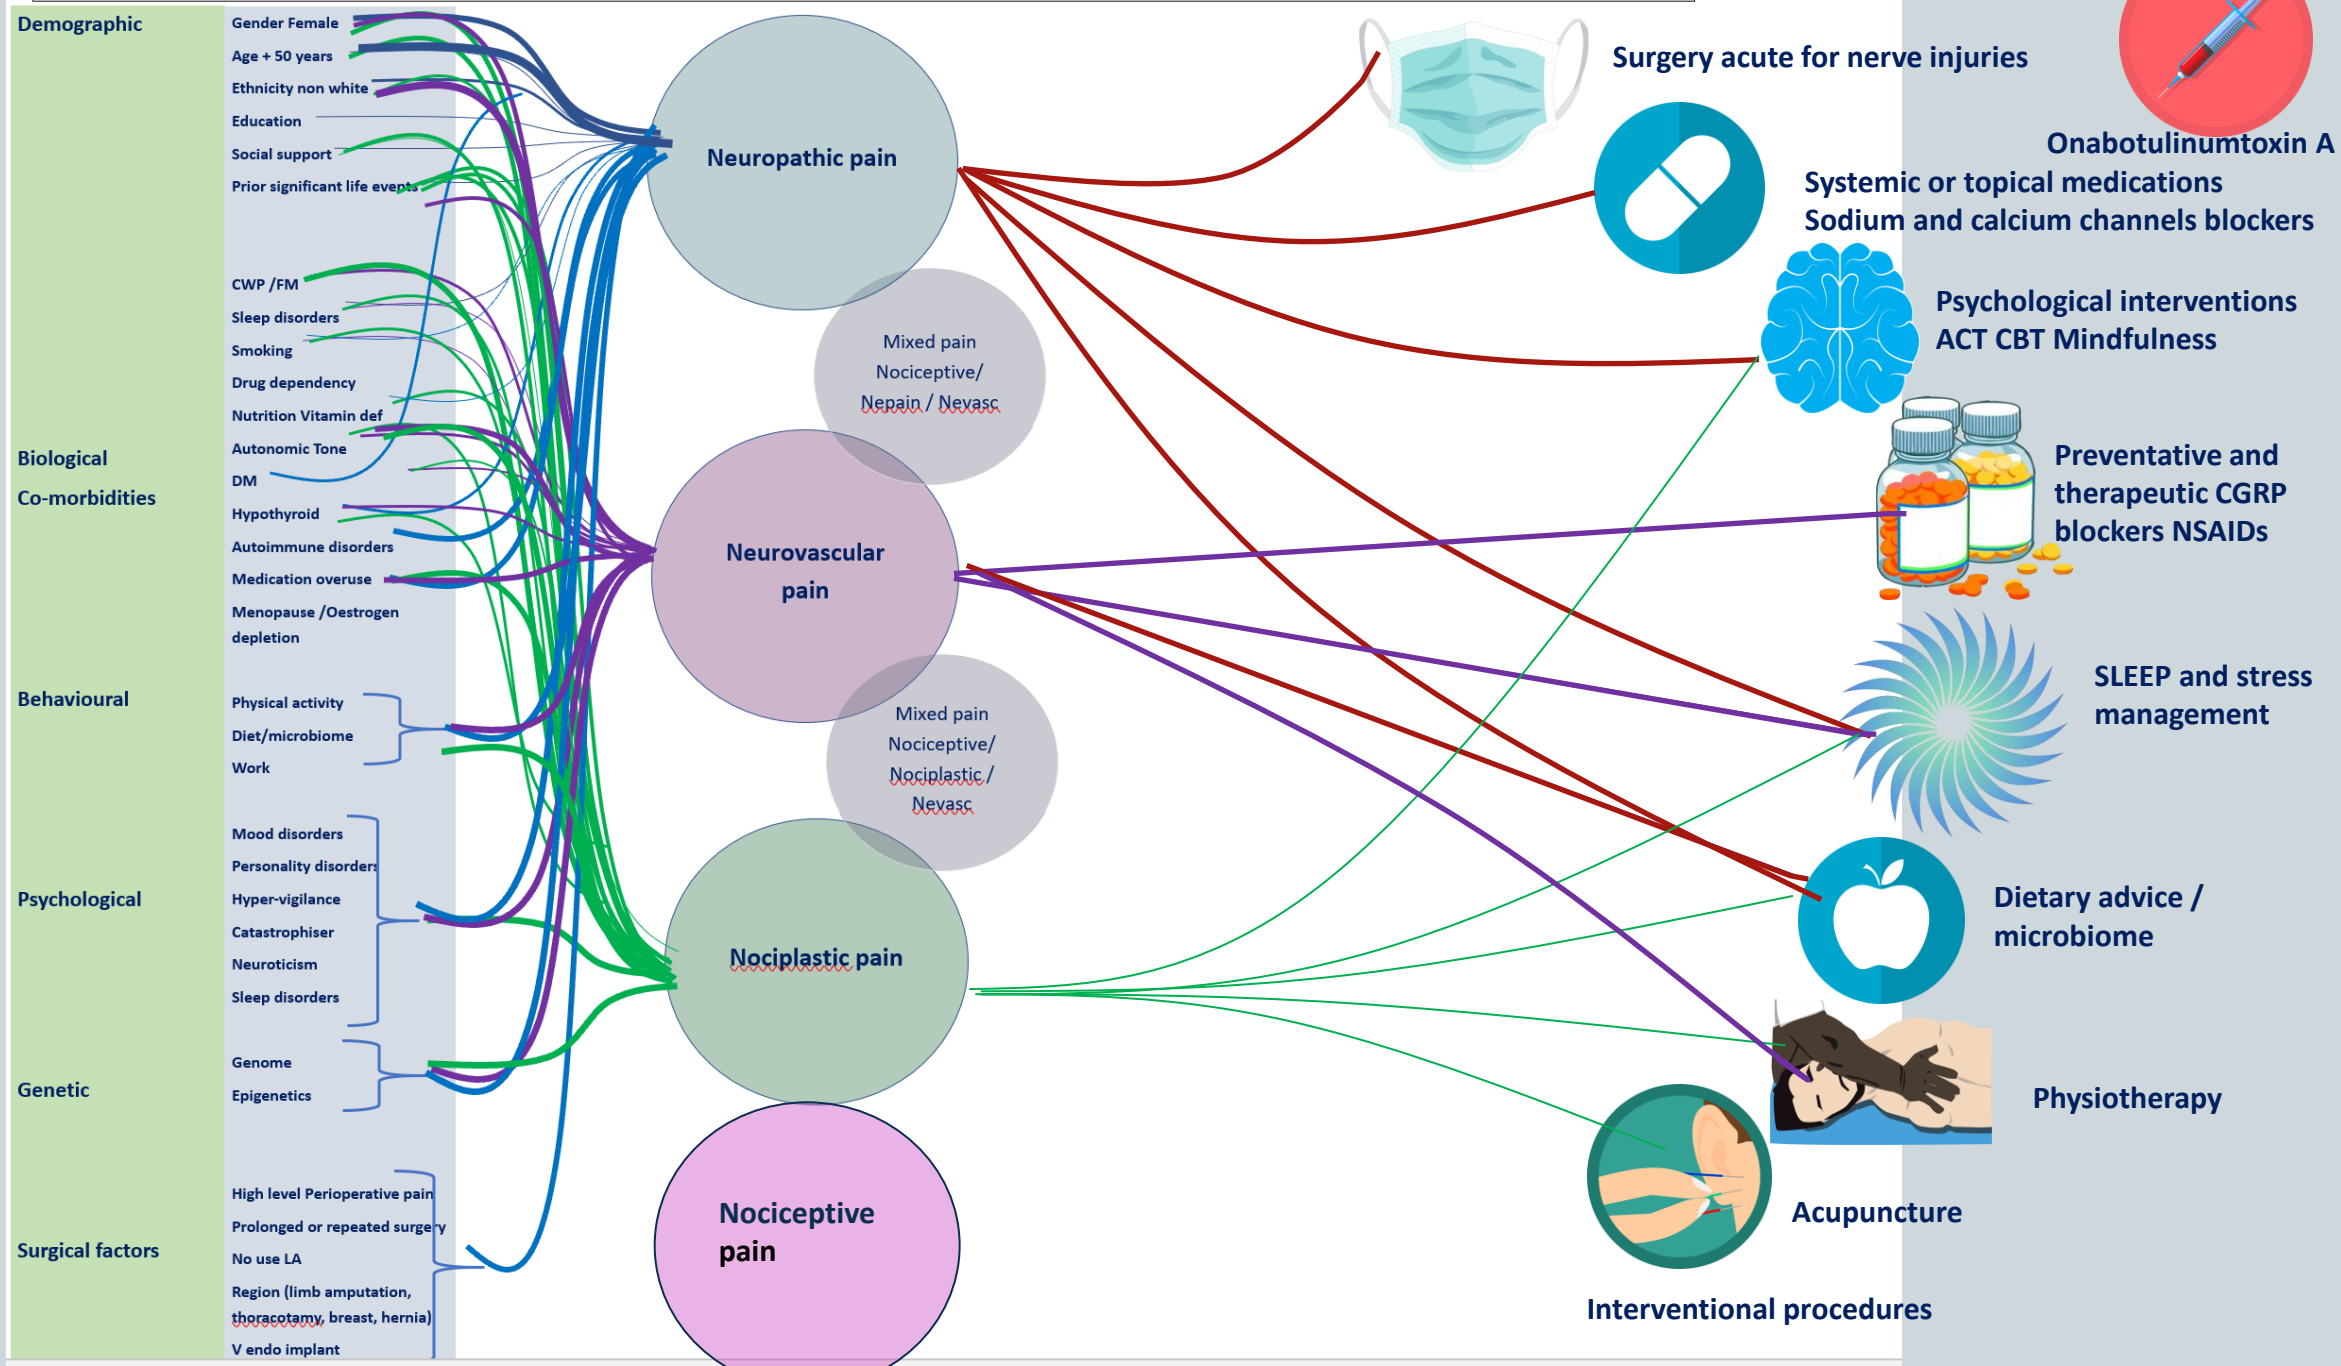 Demographic
Gender Female
Age + 50 years
Ethnicity non white
Education
Social support
Prior significant life events
CWP /FM
Sleep disorders
Smoking
Drug dependency
Nutrition Vitamin def
Biological
Co-morbidities
Autonomic Tone
DM
Hypothyroid
Autoimmune disorders
Medication overuse
Menopause /Oestrogen
depletion
Behavioural
Physical activity
Diet/microbiome
Work
Psychological
Mood disorders
Personality disorders
Hyper-vigilance
Catastrophiser
Neuroticism
Sleep disorders
Genetic
Genome
Epigenetics
Surgical factors
High level Perioperative pain
Prolonged or repeated surgery
No use LA
Region (limb amputation,
thoracotamy, breast, hernia)
V endo implant
Neuropathic pain
Mixed pain
Nociceptive/
Nepain / Nevasc
Neurovascular
pain
Mixed pain
Nociceptive/
Nociplastic /
Nevasc
Nociplastic pain
Nociceptive
pain
Surgery acute for nerve injuries
Onabotulinumtoxin A
Systemic or topical medications
Sodium and calcium channels blockers
Psychological interventions
ACT CBT Mindfulness
Preventative and
therapeutic CGRP
blockers NSAIDs
SLEEP and stress
management
Dietary advice /
microbiome
Physiotherapy
Acupuncture
Interventional procedures